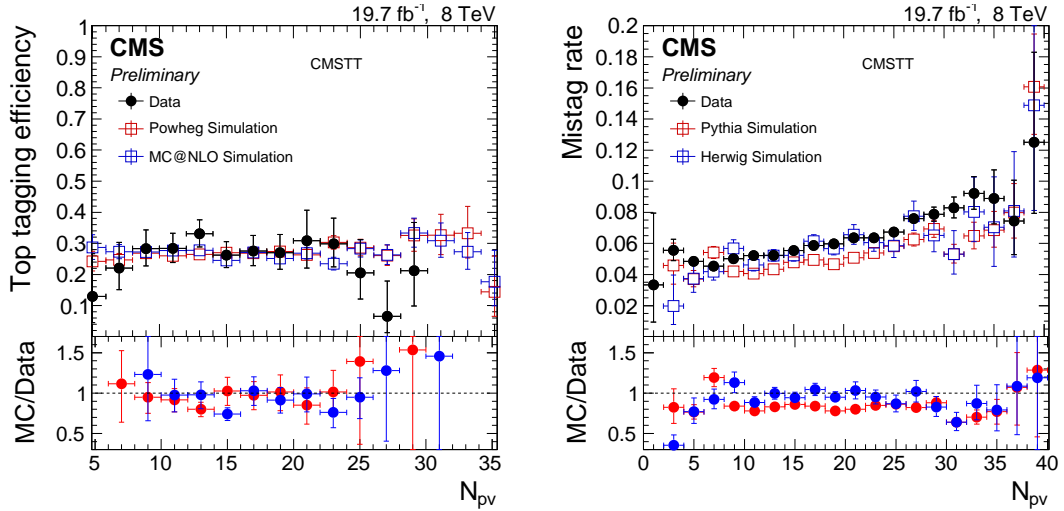 19.7 fb⁻¹, 8 TeV
Top tagging efficiency
1
0.9
0.8
0.7
0.6
0.5
0.4
0.3
0.2
0.1
CMS
Preliminary
CMSTT
Data
Powheg Simulation
MC@NLO Simulation
MC/Data
1.5
1
0.5
5 10 15 20 25 30 35
N_pv
19.7 fb⁻¹, 8 TeV
Mistag rate
0.2
0.18
0.16
0.14
0.12
0.1
0.08
0.06
0.04
0.02
CMS
Preliminary
CMSTT
Data
Pythia Simulation
Herwig Simulation
MC/Data
1.5
1
0.5
0 5 10 15 20 25 30 35 40
N_pv